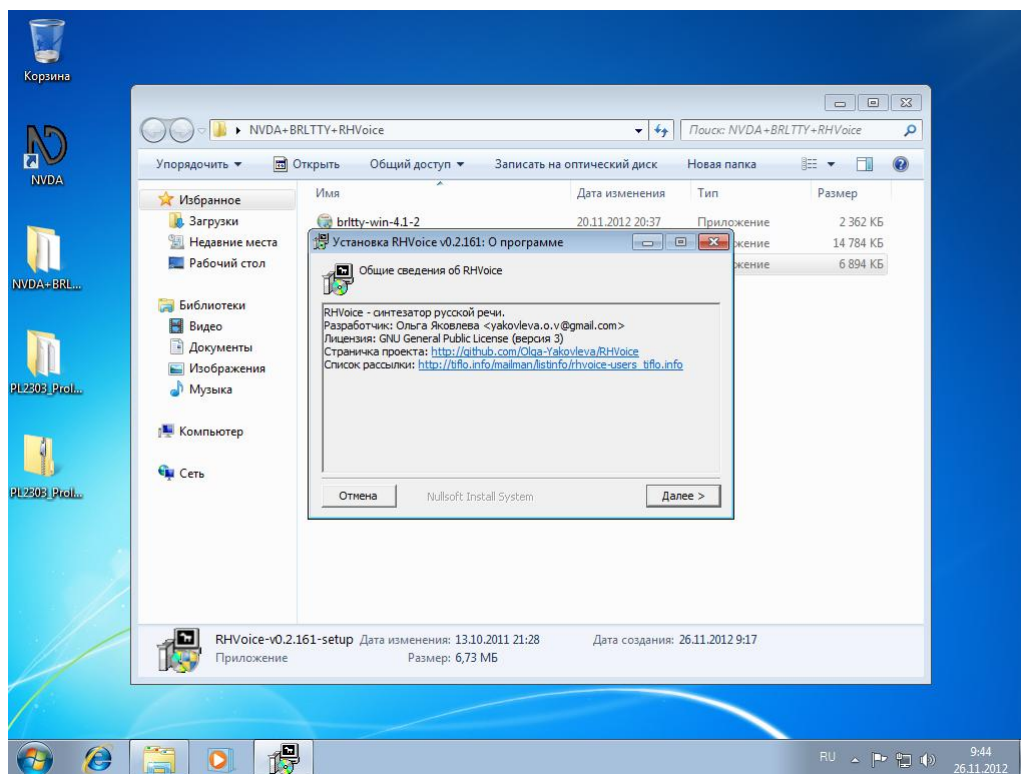 Корзина
NVDA
NVDA+BRL...
PL2303_Proli...
PL2303_Proli...
NVDA+BRLTTY+RHVoice
Поиск: NVDA+BRLTTY+RHVoice
Упорядочить
Открыть
Общий доступ
Записать на оптический диск
Новая папка
Избранное
Загрузки
Недавние места
Рабочий стол
Библиотеки
Видео
Документы
Изображения
Музыка
Компьютер
Сеть
Имя Дата изменения Тип Размер
brltty-win-4.1-2 20.11.2012 20:37 Приложение 2 362 КБ
жение 14 784 КБ
жение 6 894 КБ
Установка RHVoice v0.2.161: О программе
Общие сведения об RHVoice
RHVoice - синтезатор русской речи.
Разработчик: Ольга Яковлева <yakovleva.o.v@gmail.com>
Лицензия: GNU General Public License (версия 3)
Страничка проекта: http://github.com/Olga-Yakovleva/RHVoice
Список рассылки: http://tiflo.info/mailman/listinfo/rhvoice-users_tiflo.info
Отмена
Nullsoft Install System
Далее >
RHVoice-v0.2.161-setup Дата изменения: 13.10.2011 21:28 Дата создания: 26.11.2012 9:17
Приложение Размер: 6,73 МБ
RU
9:44
26.11.2012